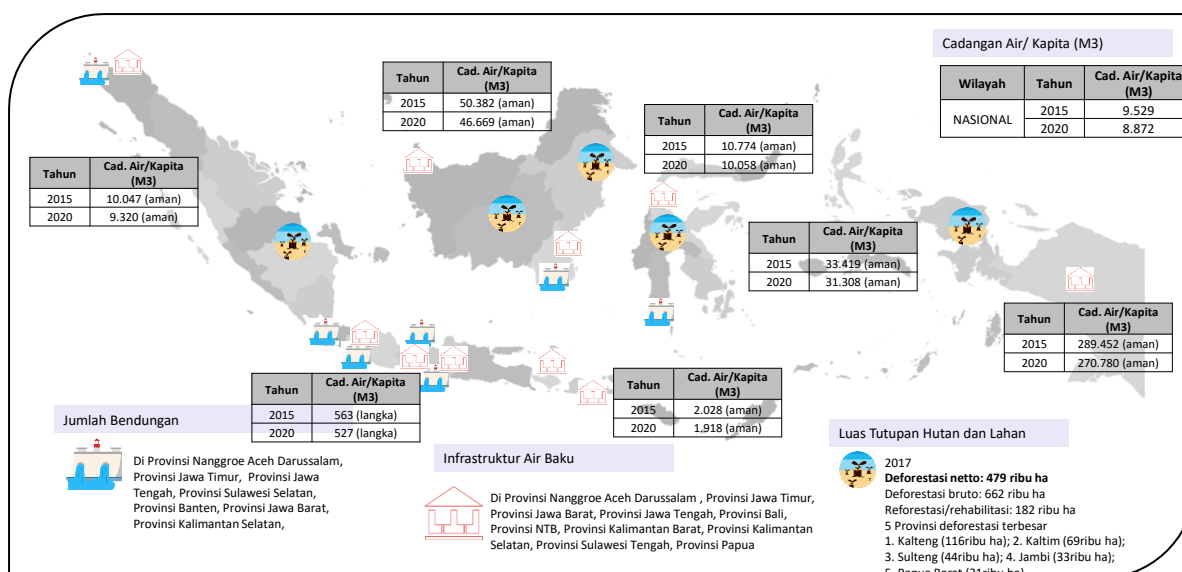 Cadangan Air/ Kapita (M3)
Wilayah Tahun Cad. Air/Kapita (M3)
NASIONAL 2015 9.529
2020 8.872
Tahun Cad. Air/Kapita (M3)
2015 50.382 (aman)
2020 46.669 (aman)
Tahun Cad. Air/Kapita (M3)
2015 10.774 (aman)
2020 10.058 (aman)
Tahun Cad. Air/Kapita (M3)
2015 10.047 (aman)
2020 9.320 (aman)
Tahun Cad. Air/Kapita (M3)
2015 33.419 (aman)
2020 31.308 (aman)
Tahun Cad. Air/Kapita (M3)
2015 289.452 (aman)
2020 270.780 (aman)
Tahun Cad. Air/Kapita (M3)
2015 563 (langka)
2020 527 (langka)
Tahun Cad. Air/Kapita (M3)
2015 2.028 (aman)
2020 1.918 (aman)
Jumlah Bendungan
Di Provinsi Nanggroe Aceh Darussalam,
Provinsi Jawa Timur, Provinsi Jawa
Tengah, Provinsi Sulawesi Selatan,
Provinsi Banten, Provinsi Jawa Barat,
Provinsi Kalimantan Selatan,
Infrastruktur Air Baku
Di Provinsi Nanggroe Aceh Darussalam , Provinsi Jawa Timur,
Provinsi Jawa Barat, Provinsi Jawa Tengah, Provinsi Bali,
Provinsi NTB, Provinsi Kalimantan Barat, Provinsi Kalimantan
Selatan, Provinsi Sulawesi Tengah, Provinsi Papua
Luas Tutupan Hutan dan Lahan
2017
Deforestasi netto: 479 ribu ha
Deforestasi bruto: 662 ribu ha
Reforestasi/rehabilitasi: 182 ribu ha
5 Provinsi deforestasi terbesar
1. Kalteng (116ribu ha); 2. Kaltim (69ribu ha);
3. Sulteng (44ribu ha); 4. Jambi (33ribu ha);
5. Papua Barat (31ribu ha)